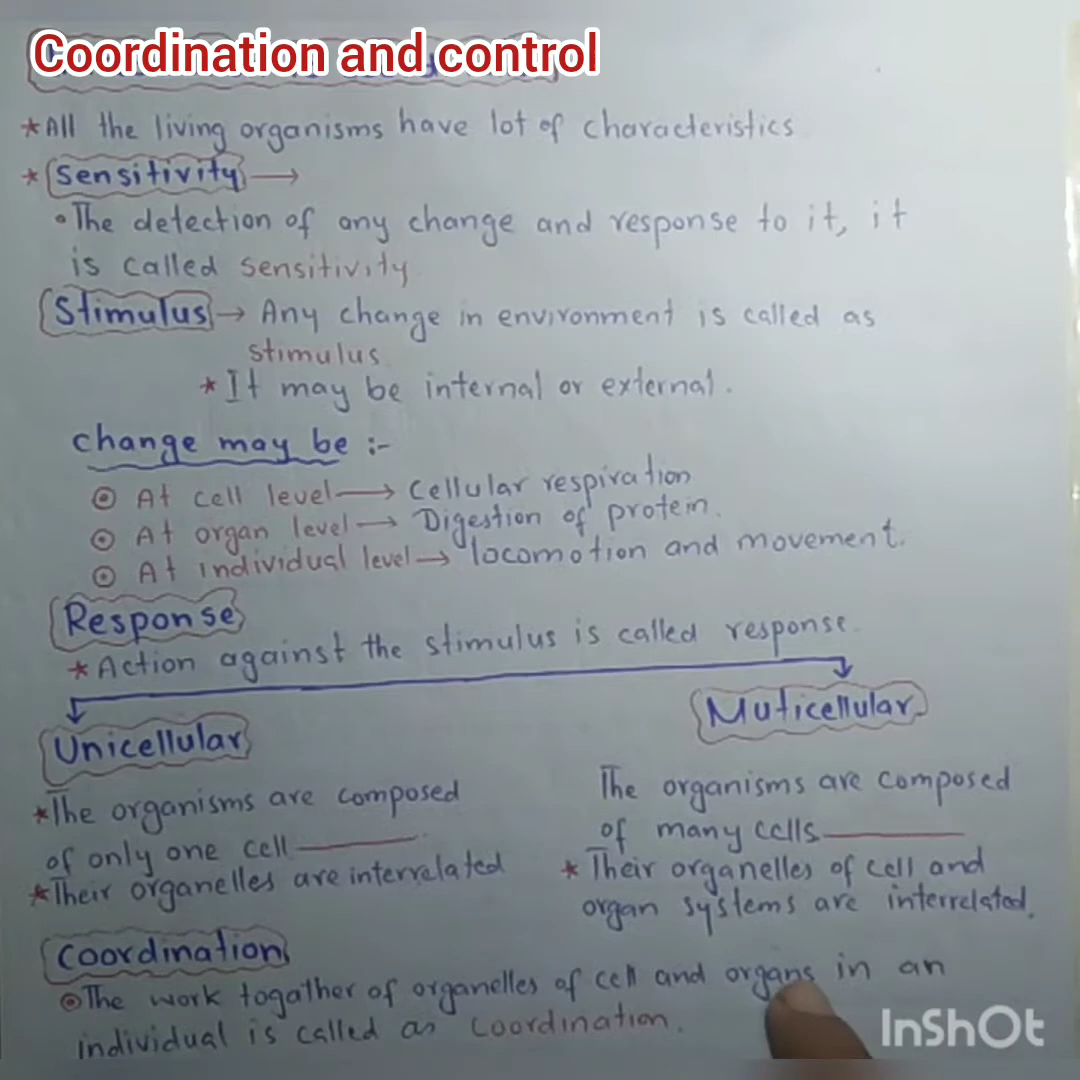 Coordination and control
*All the living organisms have lot of characteristics
* Sensitivity →
•The detection of any change and response to it, it
is called sensitivity
Stimulus → Any change in environment is called as
stimulus
* It may be internal or external.
change may be :-
⊙ At cell level → Cellular respiration
⊙ At organ level → Digestion of protein.
⊙ At individual level → locomotion and movement.
Response
* Action against the stimulus is called response.
Unicellular
*The organisms are composed
of only one cell
*Their organelles are interrelated
Muticellular
The organisms are composed
of many cells
* Their organelles of cell and
organ systems are interrelated.
Coordination
⊙The work togather of organelles of cell and organs in an
individual is called as coordination.
InShOt